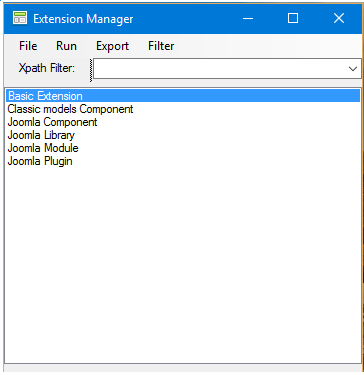 Extension Manager
File Run Export Filter
Xpath Filter:
Basic Extension
Classic models Component
Joomla Component
Joomla Library
Joomla Module
Joomla Plugin